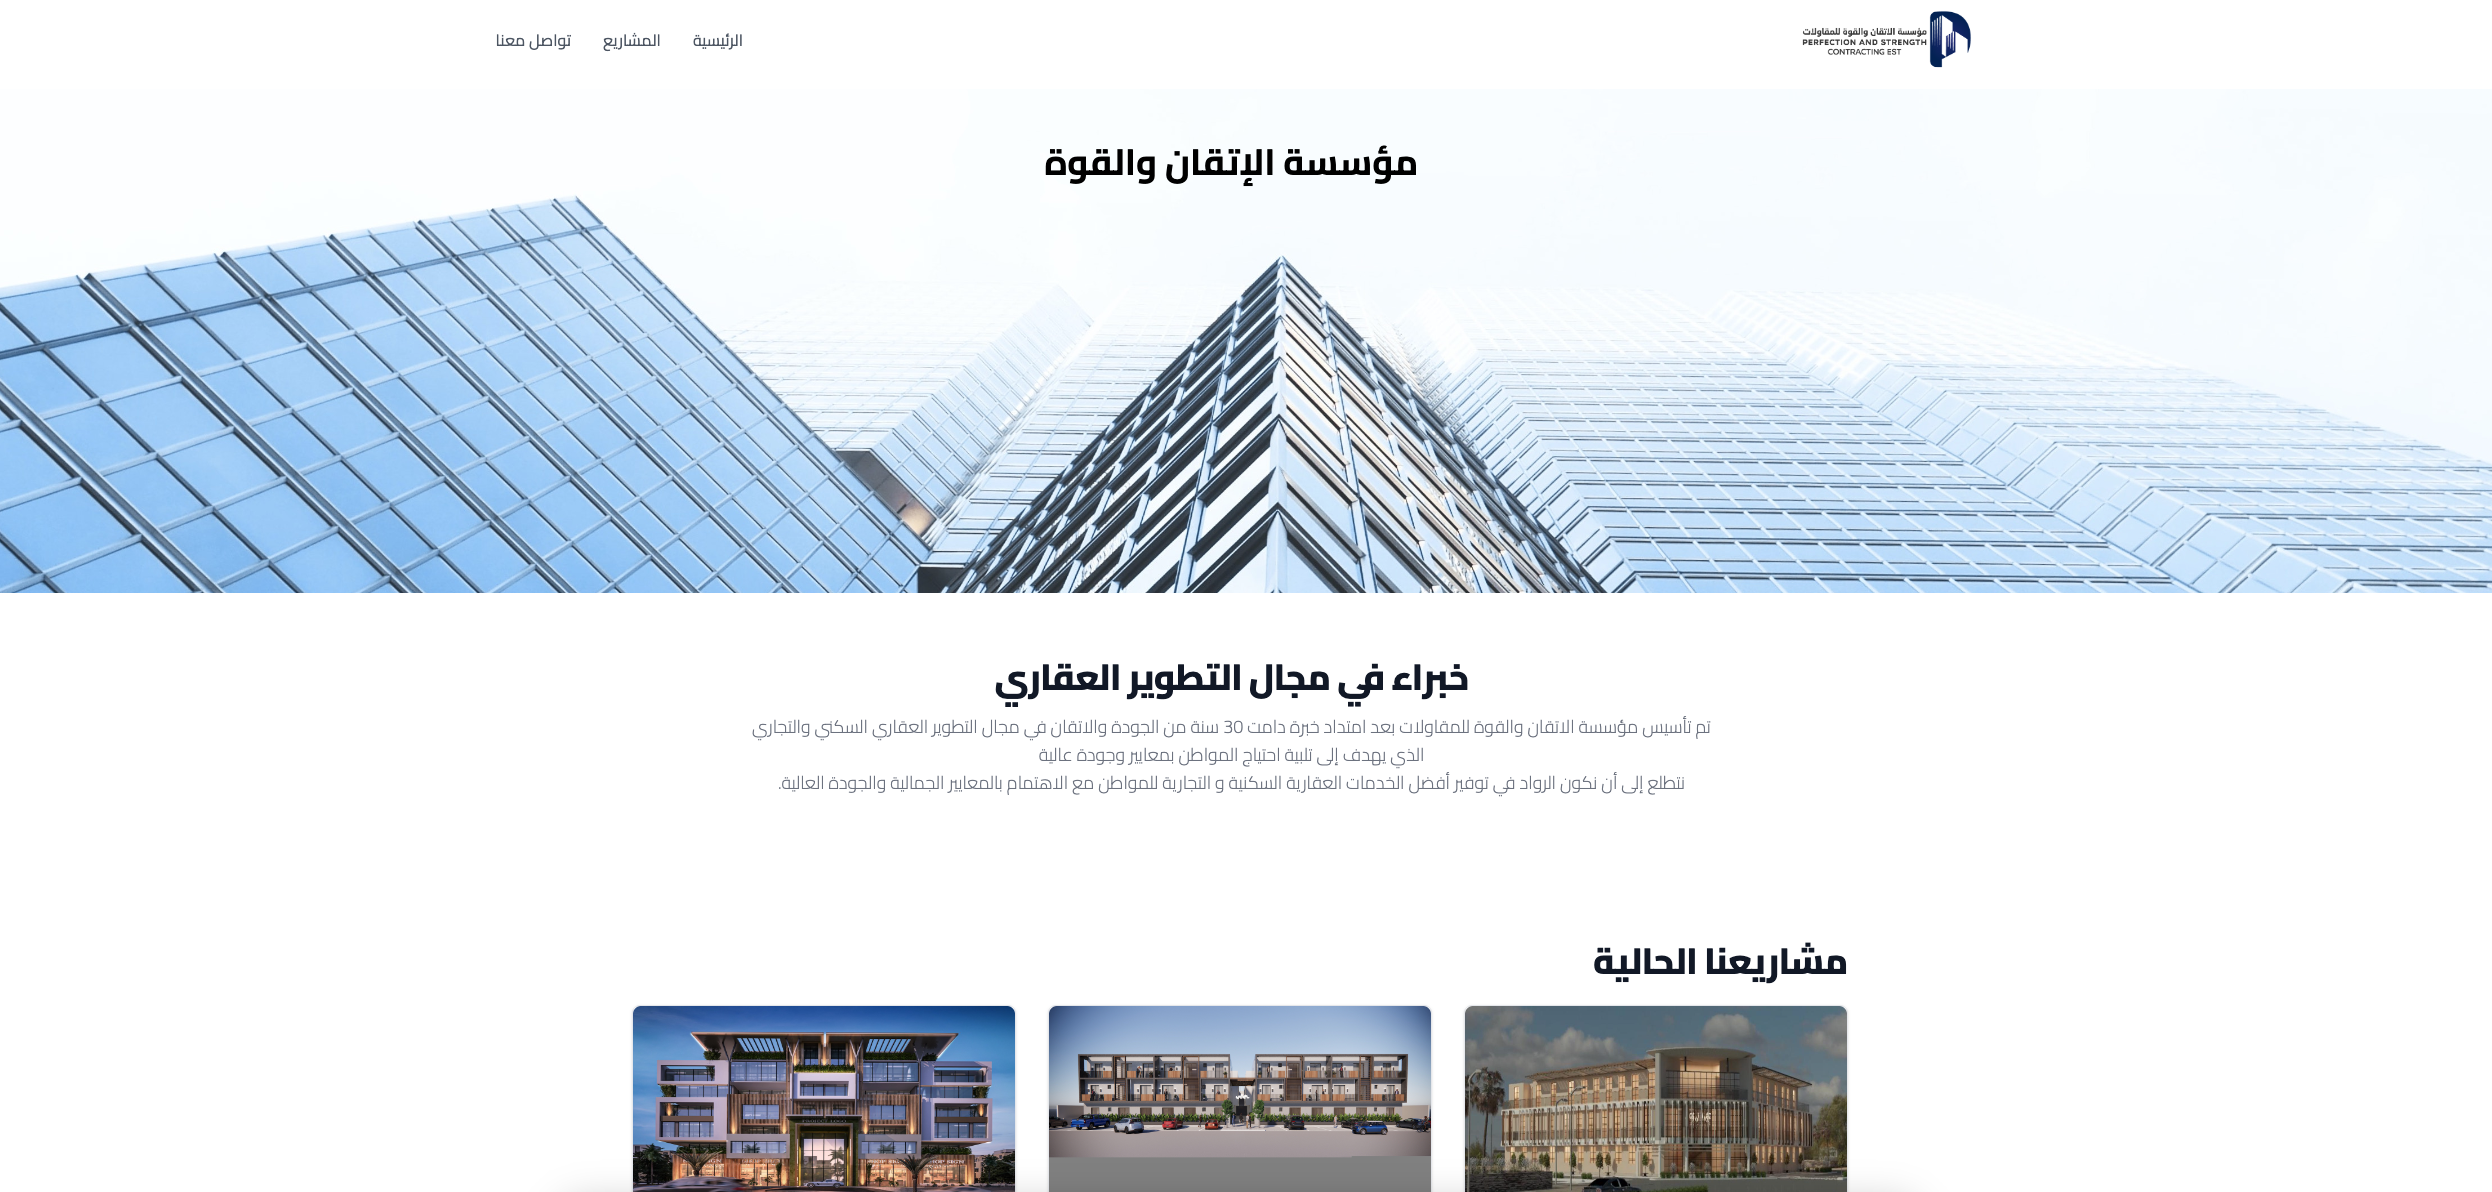 مؤسسة الاتقان والقوة للمقاولات
PERFECTION AND STRENGTH
CONTRACTING EST
الرئيسية
المشاريع
تواصل معنا
مؤسسة الإتقان والقوة
خبراء في مجال التطوير العقاري
تم تأسيس مؤسسة الاتقان والقوة للمقاولات بعد امتداد خبرة دامت 30 سنة من الجودة والاتقان في مجال التطوير العقاري السكني والتجاري
الذي يهدف إلى تلبية احتياج المواطن بمعايير وجودة عالية
نتطلع إلى أن نكون الرواد في توفير أفضل الخدمات العقارية السكنية و التجارية للمواطن مع الاهتمام بالمعايير الجمالية والجودة العالية.
مشاريعنا الحالية